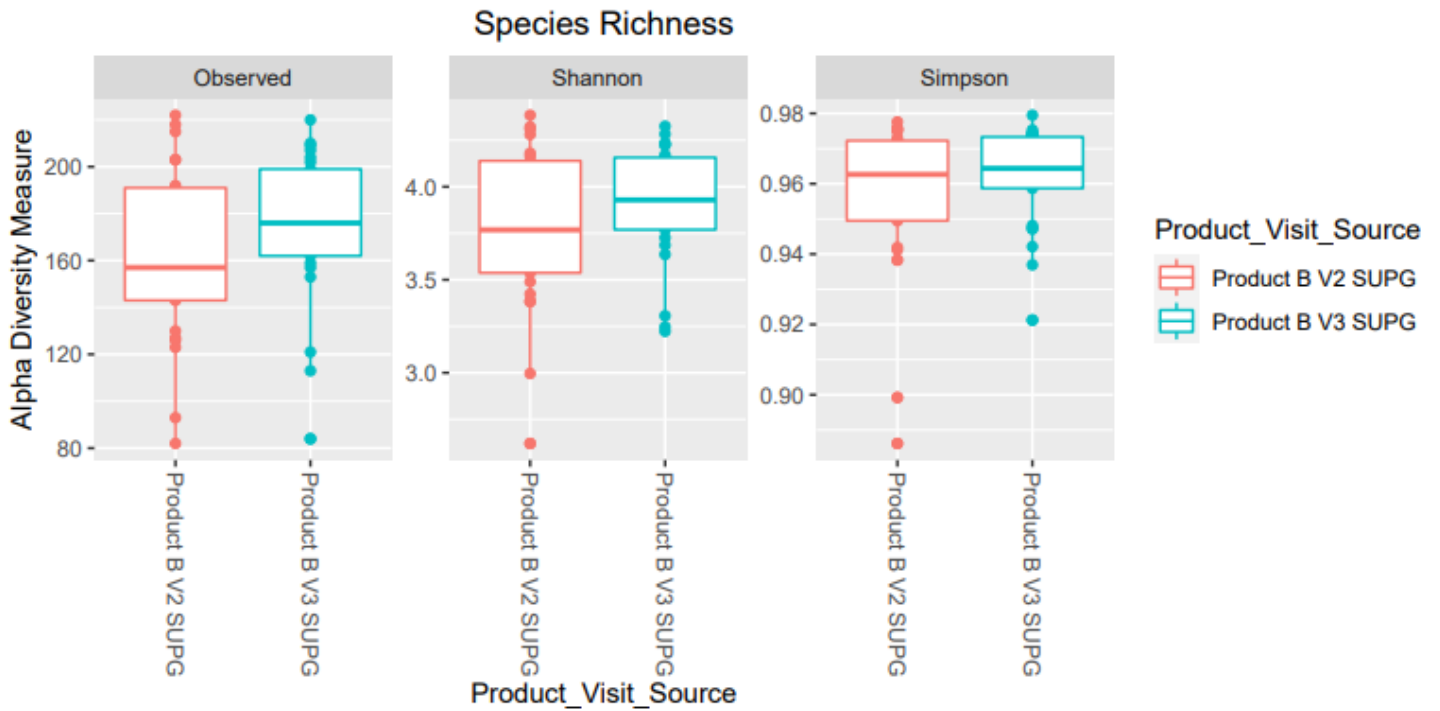 Species Richness
Observed
Shannon
Simpson
Alpha Diversity Measure
200
160
120
80
4.0
3.5
3.0
0.98
0.96
0.94
0.92
0.90
Product B V2 SUPG
Product B V3 SUPG
Product B V2 SUPG
Product B V3 SUPG
Product B V2 SUPG
Product B V3 SUPG
Product_Visit_Source
Product_Visit_Source
Product B V2 SUPG
Product B V3 SUPG